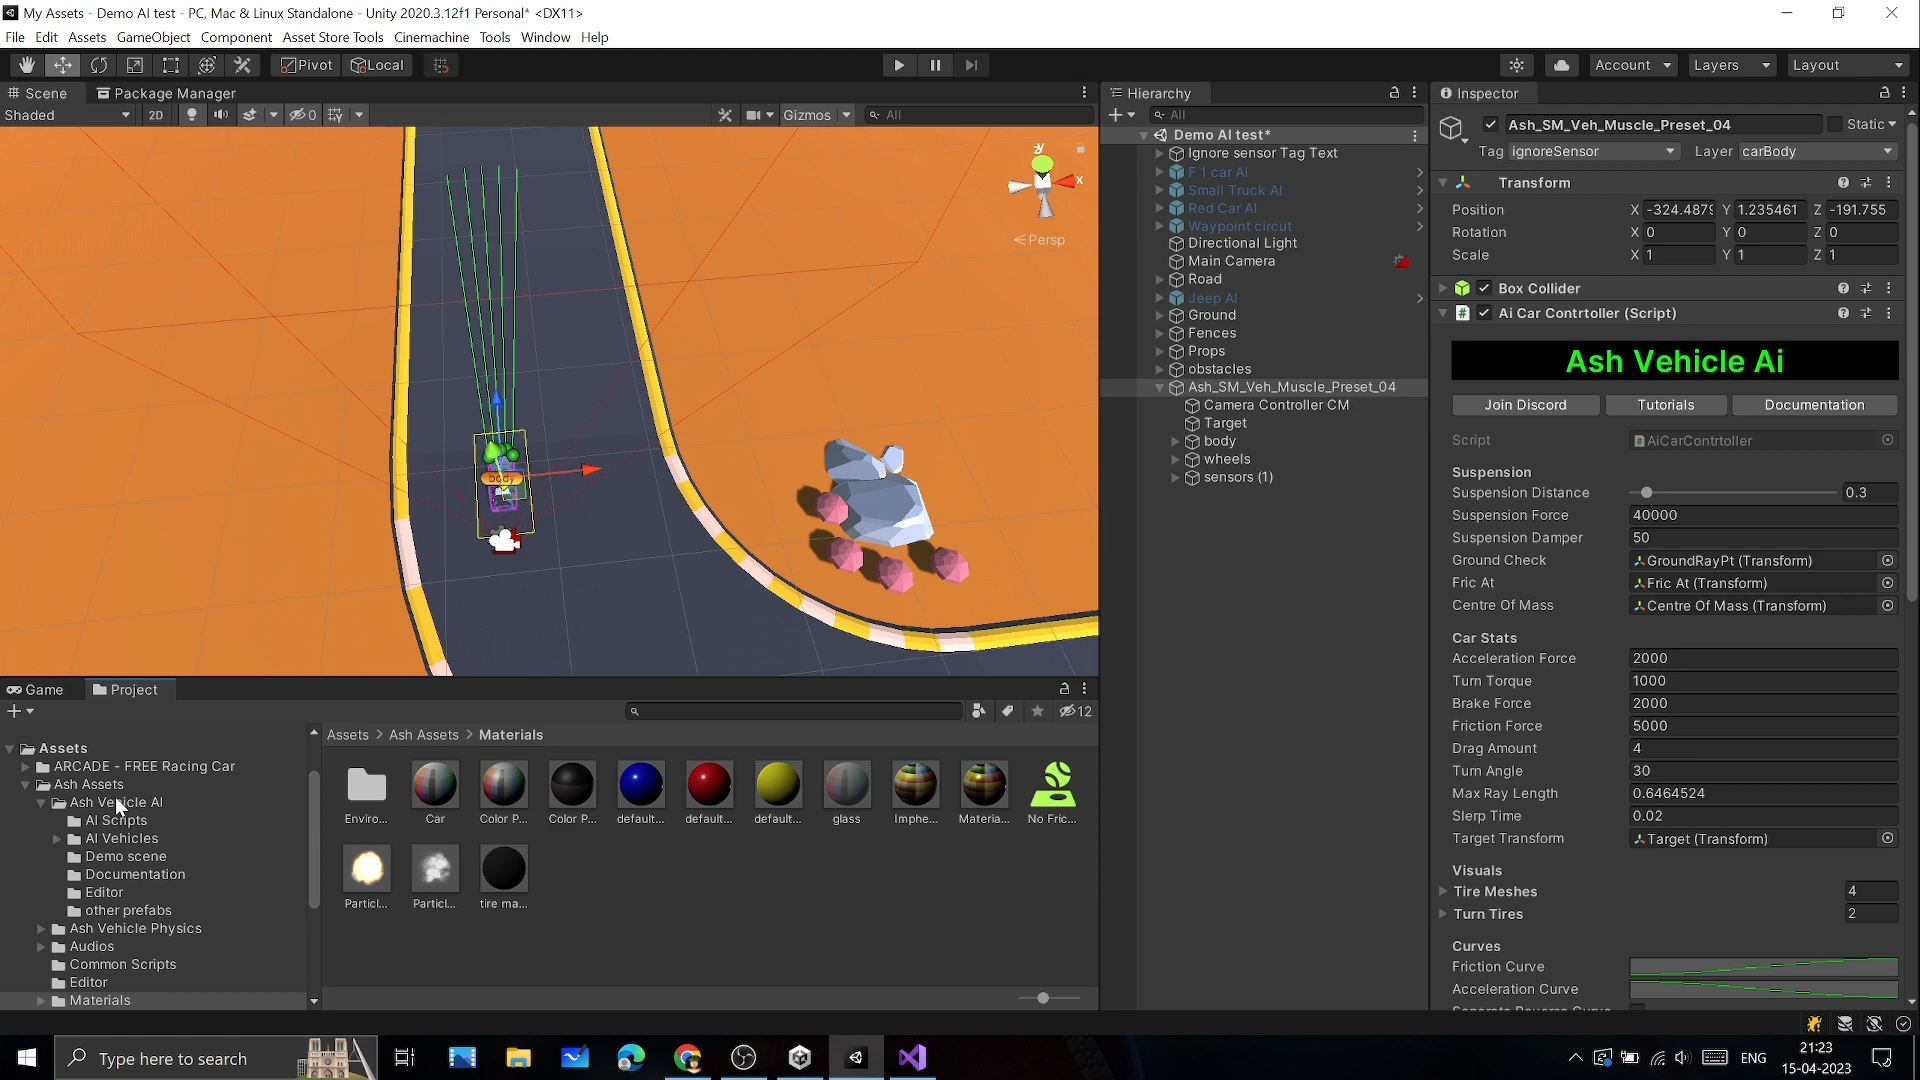 My Assets - Demo AI test - PC, Mac & Linux Standalone - Unity 2020.3.12f1 Personal* <DX11>
File Edit Assets GameObject Component Asset Store Tools Cinemachine Tools Window Help
Pivot Local Account Layers Layout
Scene Package Manager
Shaded 2D 0 Gizmos All
y x
Persp
body
Hierarchy
All
Demo AI test*
Ignore sensor Tag Text
F 1 car AI
Small Truck AI
Red Car AI
Waypoint circut
Directional Light
Main Camera
Road
Jeep AI
Ground
Fences
Props
obstacles
Ash_SM_Veh_Muscle_Preset_04
Camera Controller CM
Target
body
wheels
sensors (1)
Inspector
Ash_SM_Veh_Muscle_Preset_04 Static
Tag ignoreSensor Layer carBody
Transform
Position X -324.487 Y 1.235461 Z -191.755
Rotation X 0 Y 0 Z 0
Scale X 1 Y 1 Z 1
Box Collider
Ai Car Contrtoller (Script)
Ash Vehicle Ai
Join Discord Tutorials Documentation
Script AiCarContrtoller
Suspension
Suspension Distance 0.3
Suspension Force 40000
Suspension Damper 50
Ground Check GroundRayPt (Transform)
Fric At Fric At (Transform)
Centre Of Mass Centre Of Mass (Transform)
Car Stats
Acceleration Force 2000
Turn Torque 1000
Brake Force 2000
Friction Force 5000
Drag Amount 4
Turn Angle 30
Max Ray Length 0.6464524
Slerp Time 0.02
Target Transform Target (Transform)
Visuals
Tire Meshes 4
Turn Tires 2
Curves
Friction Curve
Acceleration Curve
Game Project
12
Assets
ARCADE - FREE Racing Car
Ash Assets
Ash Vehicle AI
AI Scripts
AI Vehicles
Demo scene
Documentation
Editor
other prefabs
Ash Vehicle Physics
Audios
Common Scripts
Editor
Materials
Assets > Ash Assets > Materials
Enviro... Car Color P... Color P... default... default... default... glass Imphe... Materia... No Fric...
Particl... Particl... tire ma...
Type here to search
ENG
21:23
15-04-2023